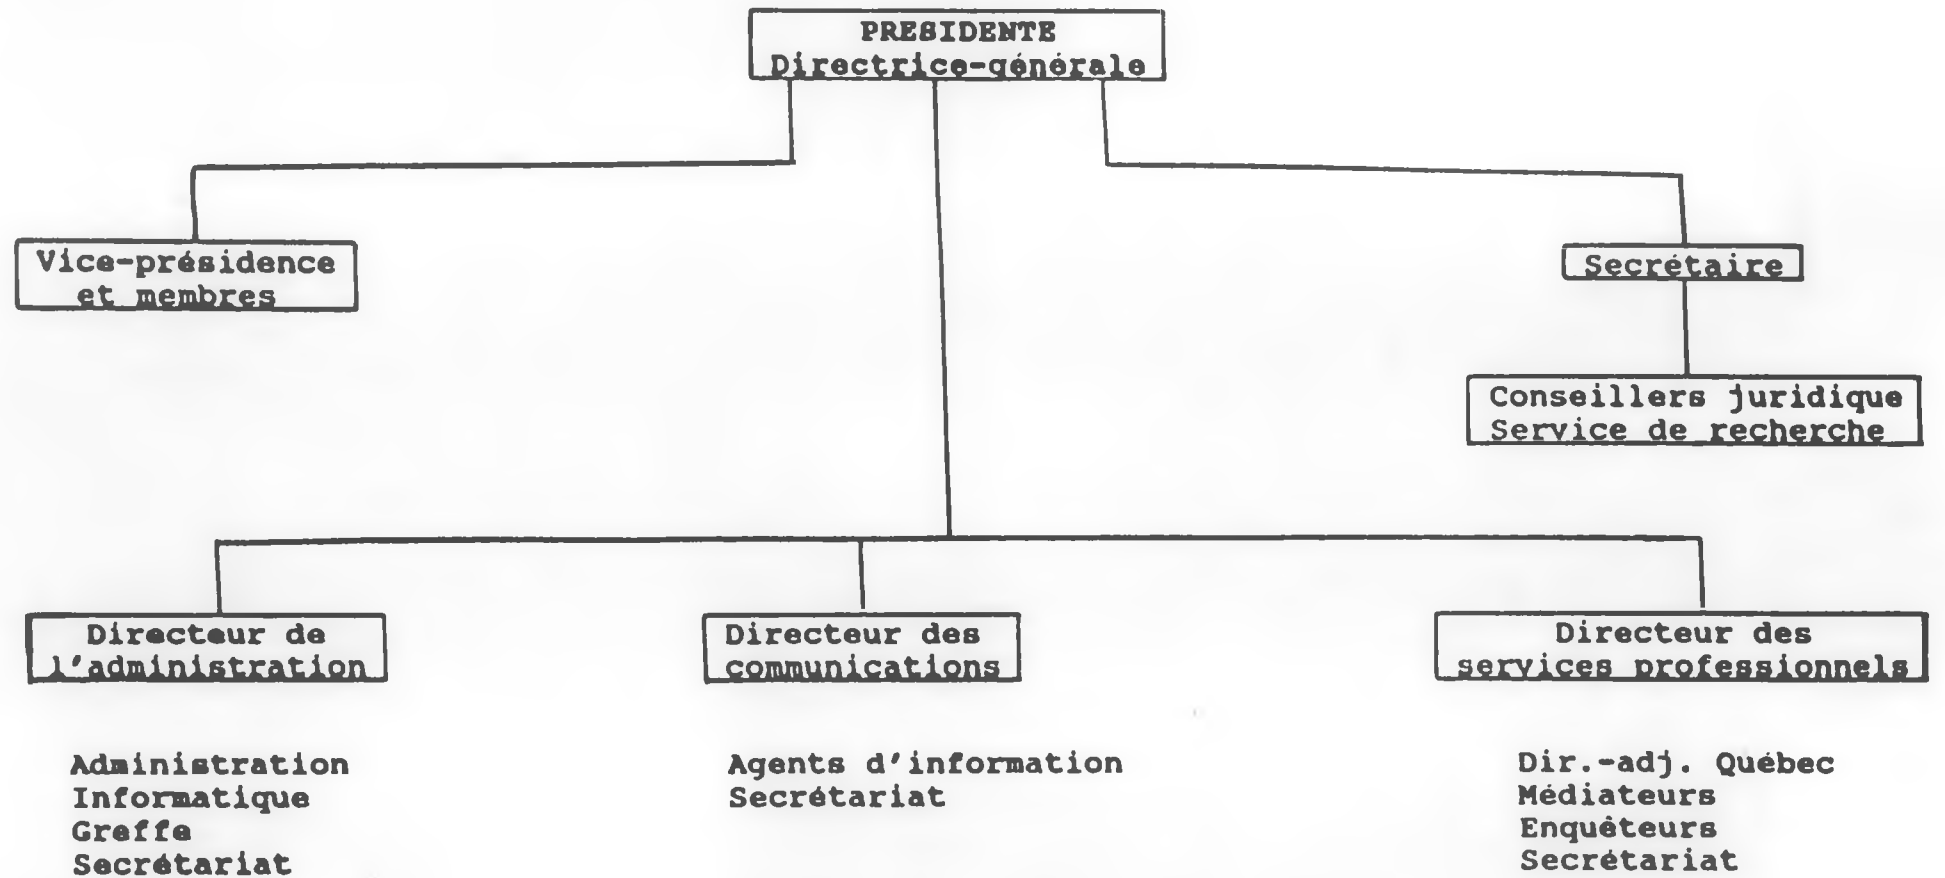 PRESIDENTE
Directrice-générale
Vice-présidence
et membres
Secrétaire
Conseillers juridique
Service de recherche
Directeur de
l'administration
Directeur des
communications
Directeur des
services professionnels
Administration
Informatique
Greffe
Secrétariat
Agents d'information
Secrétariat
Dir.-adj. Québec
Médiateurs
Enquêteurs
Secrétariat